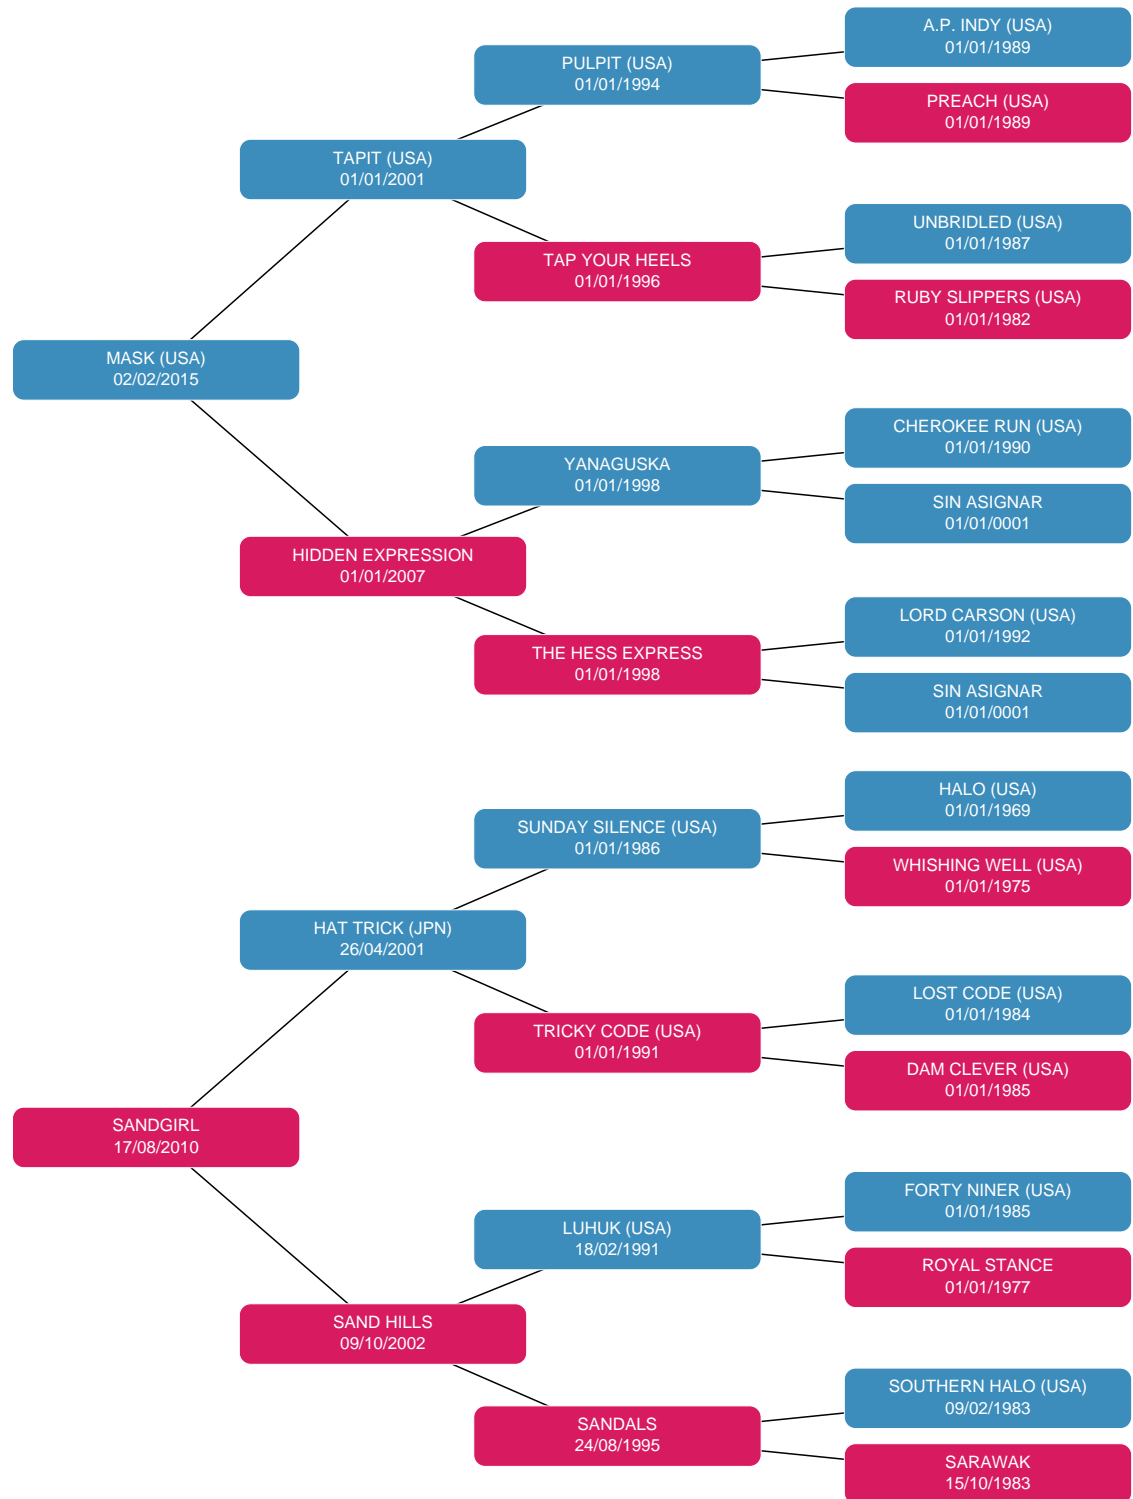 A.P. INDY (USA)
01/01/1989
PULPIT (USA)
01/01/1994
PREACH (USA)
01/01/1989
TAPIT (USA)
01/01/2001
UNBRIDLED (USA)
01/01/1987
TAP YOUR HEELS
01/01/1996
RUBY SLIPPERS (USA)
01/01/1982
MASK (USA)
02/02/2015
CHEROKEE RUN (USA)
01/01/1990
YANAGUSKA
01/01/1998
SIN ASIGNAR
01/01/0001
HIDDEN EXPRESSION
01/01/2007
LORD CARSON (USA)
01/01/1992
THE HESS EXPRESS
01/01/1998
SIN ASIGNAR
01/01/0001
HALO (USA)
01/01/1969
SUNDAY SILENCE (USA)
01/01/1986
WHISHING WELL (USA)
01/01/1975
HAT TRICK (JPN)
26/04/2001
LOST CODE (USA)
01/01/1984
TRICKY CODE (USA)
01/01/1991
DAM CLEVER (USA)
01/01/1985
SANDGIRL
17/08/2010
FORTY NINER (USA)
01/01/1985
LUHUK (USA)
18/02/1991
ROYAL STANCE
01/01/1977
SAND HILLS
09/10/2002
SOUTHERN HALO (USA)
09/02/1983
SANDALS
24/08/1995
SARAWAK
15/10/1983